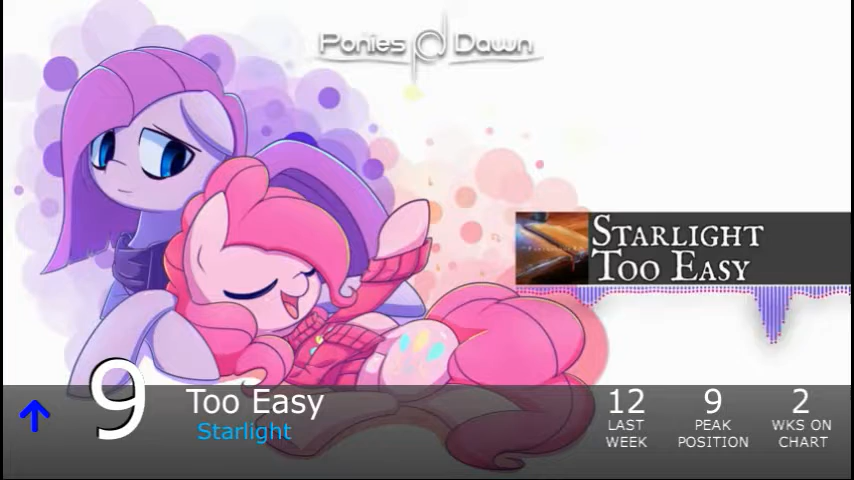 Ponies Dawn
STARLIGHT
TOO EASY
9
Too Easy
Starlight
12
LAST
WEEK
9
PEAK
POSITION
2
WKS ON
CHART